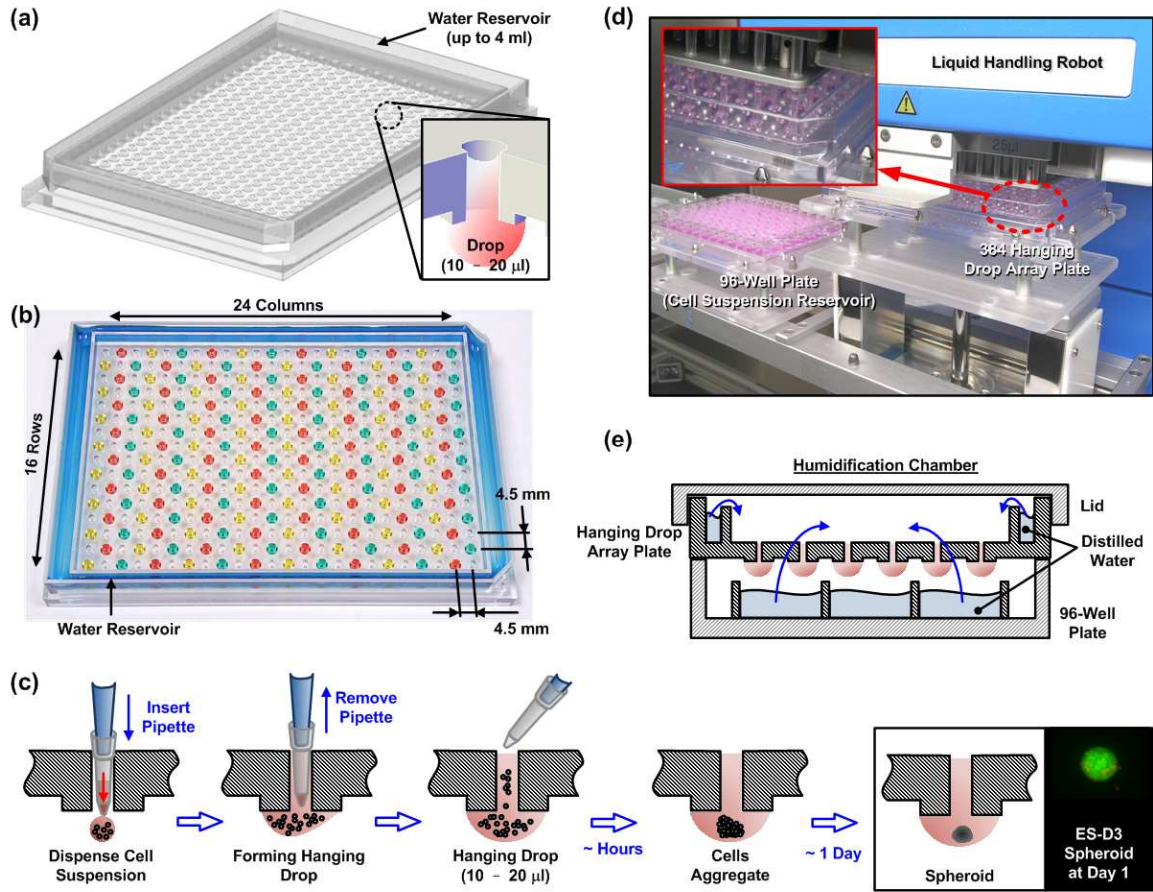 (a)
Water Reservoir
(up to 4 ml)
Drop
(10 – 20 µl)
(b)
24 Columns
16 Rows
4.5 mm
4.5 mm
Water Reservoir
(c)
Insert
Pipette
Dispense Cell
Suspension
Remove
Pipette
Forming Hanging
Drop
Hanging Drop
(10 – 20 µl)
~ Hours
Cells
Aggregate
~ 1 Day
Spheroid
ES-D3
Spheroid
at Day 1
(d)
Liquid Handling Robot
25µl
384 Hanging
Drop Array Plate
96-Well Plate
(Cell Suspension Reservoir)
(e)
Humidification Chamber
Lid
Hanging Drop
Array Plate
Distilled
Water
96-Well
Plate